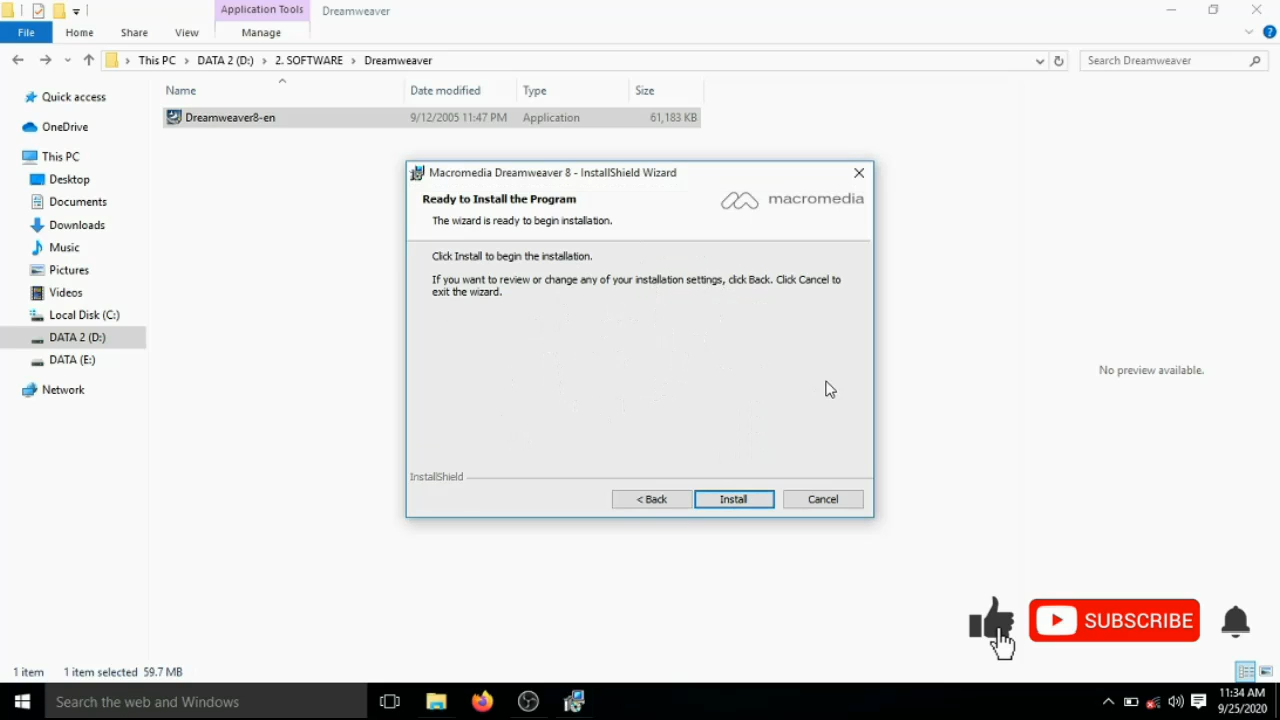 Application Tools
Dreamweaver
File
Home
Share
View
Manage
This PC
DATA 2 (D:)
2. SOFTWARE
Dreamweaver
Search Dreamweaver
Quick access
OneDrive
This PC
Desktop
Documents
Downloads
Music
Pictures
Videos
Local Disk (C:)
DATA 2 (D:)
DATA (E:)
Network
Name
Date modified
Type
Size
Dreamweaver8-en
9/12/2005 11:47 PM
Application
61,183 KB
Macromedia Dreamweaver 8 - InstallShield Wizard
Ready to Install the Program
macromedia
The wizard is ready to begin installation.
Click Install to begin the installation.
If you want to review or change any of your installation settings, click Back. Click Cancel to
exit the wizard.
InstallShield
< Back
Install
Cancel
No preview available.
SUBSCRIBE
1 item
1 item selected 59.7 MB
Search the web and Windows
11:34 AM
9/25/2020